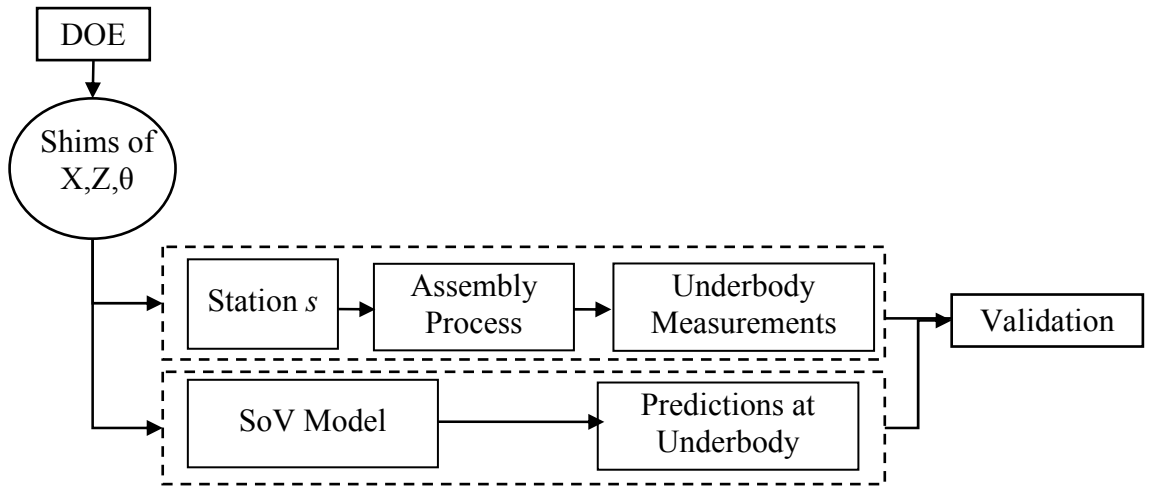 DOE
Shims of
X,Z,θ
Station s
Assembly
Process
Underbody
Measurements
Validation
SoV Model
Predictions at
Underbody